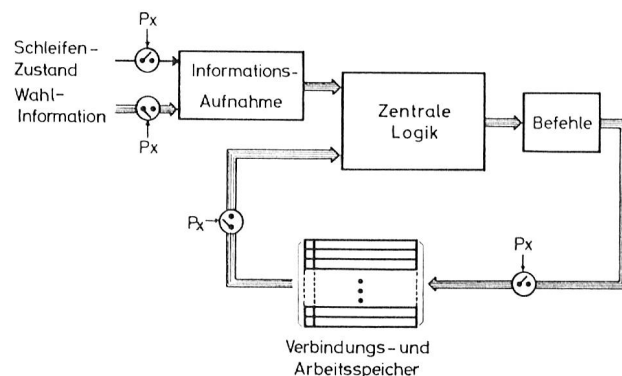 Px
Schleifen-
Zustand
Wahl-
Information
Px
Informations-
Aufnahme
Zentrale
Logik
Befehle
Px
Px
Verbindungs- und
Arbeitsspeicher